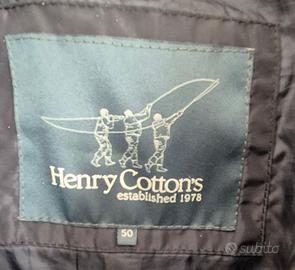 Henry Cotton's
established 1978
50
subito